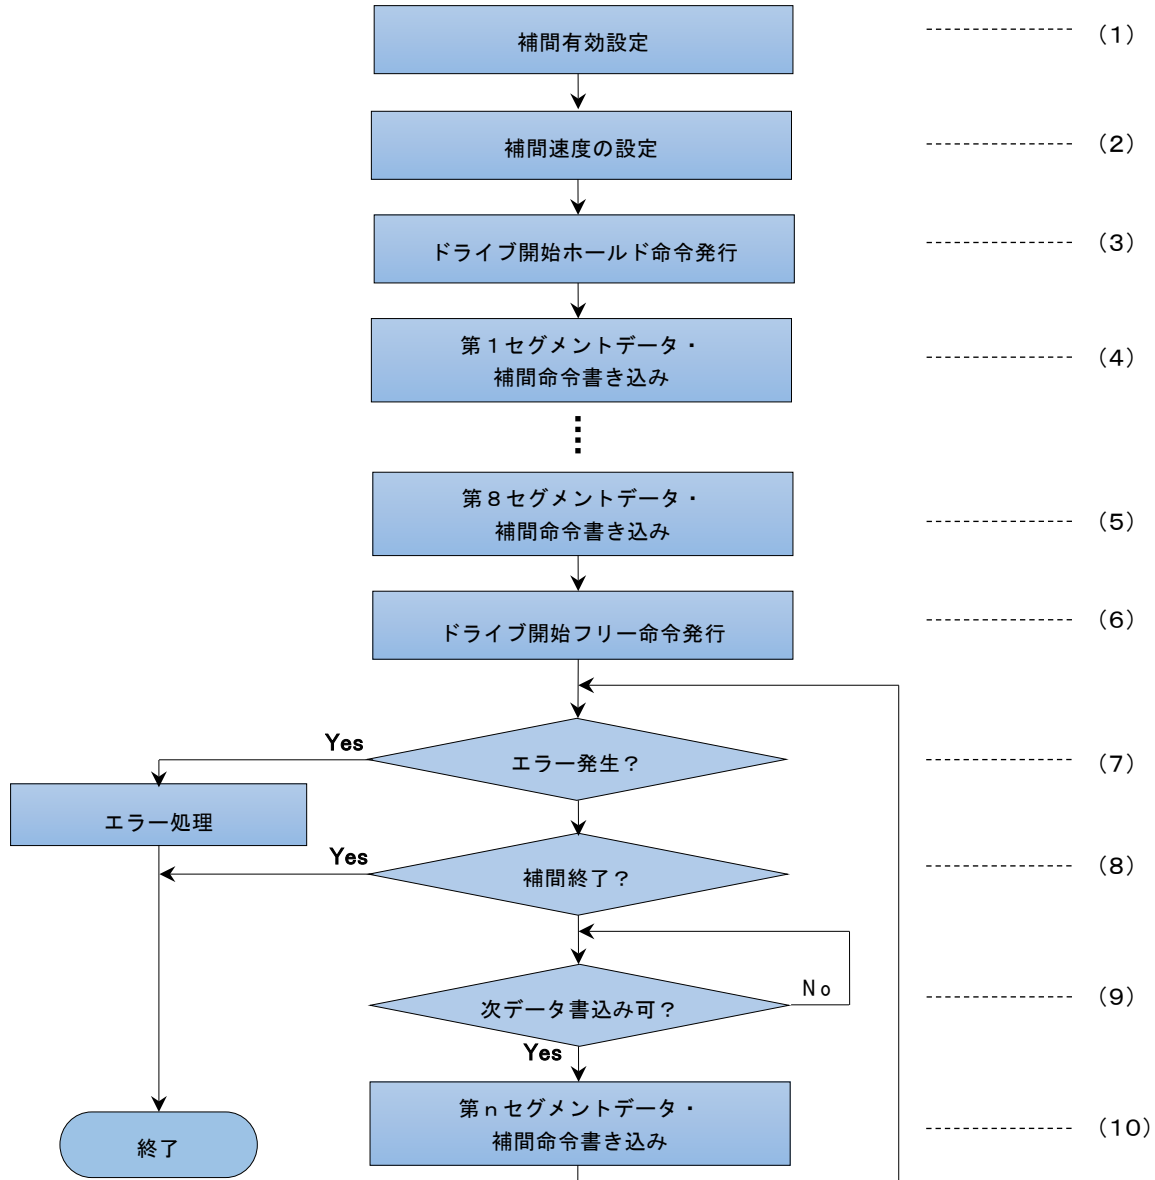 補間有効設定
（1）
補間速度の設定
（2）
ドライブ開始ホールド命令発行
（3）
第１セグメントデータ・
補間命令書き込み
（4）
第８セグメントデータ・
補間命令書き込み
（5）
ドライブ開始フリー命令発行
（6）
Yes
エラー発生？
（7）
エラー処理
Yes
補間終了？
（8）
次データ書込み可？
No
（9）
Yes
第ｎセグメントデータ・
補間命令書き込み
（10）
終了